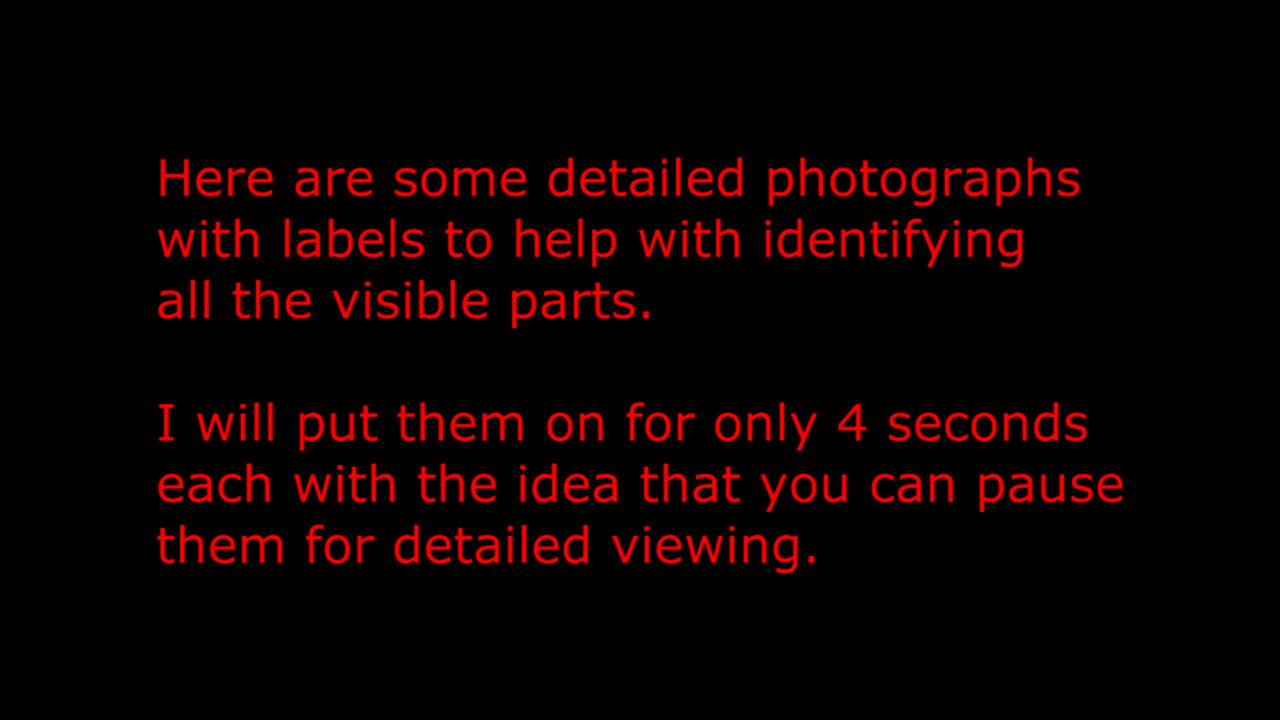 Here are some detailed photographs
with labels to help with identifying
all the visible parts.
I will put them on for only 4 seconds
each with the idea that you can pause
them for detailed viewing.